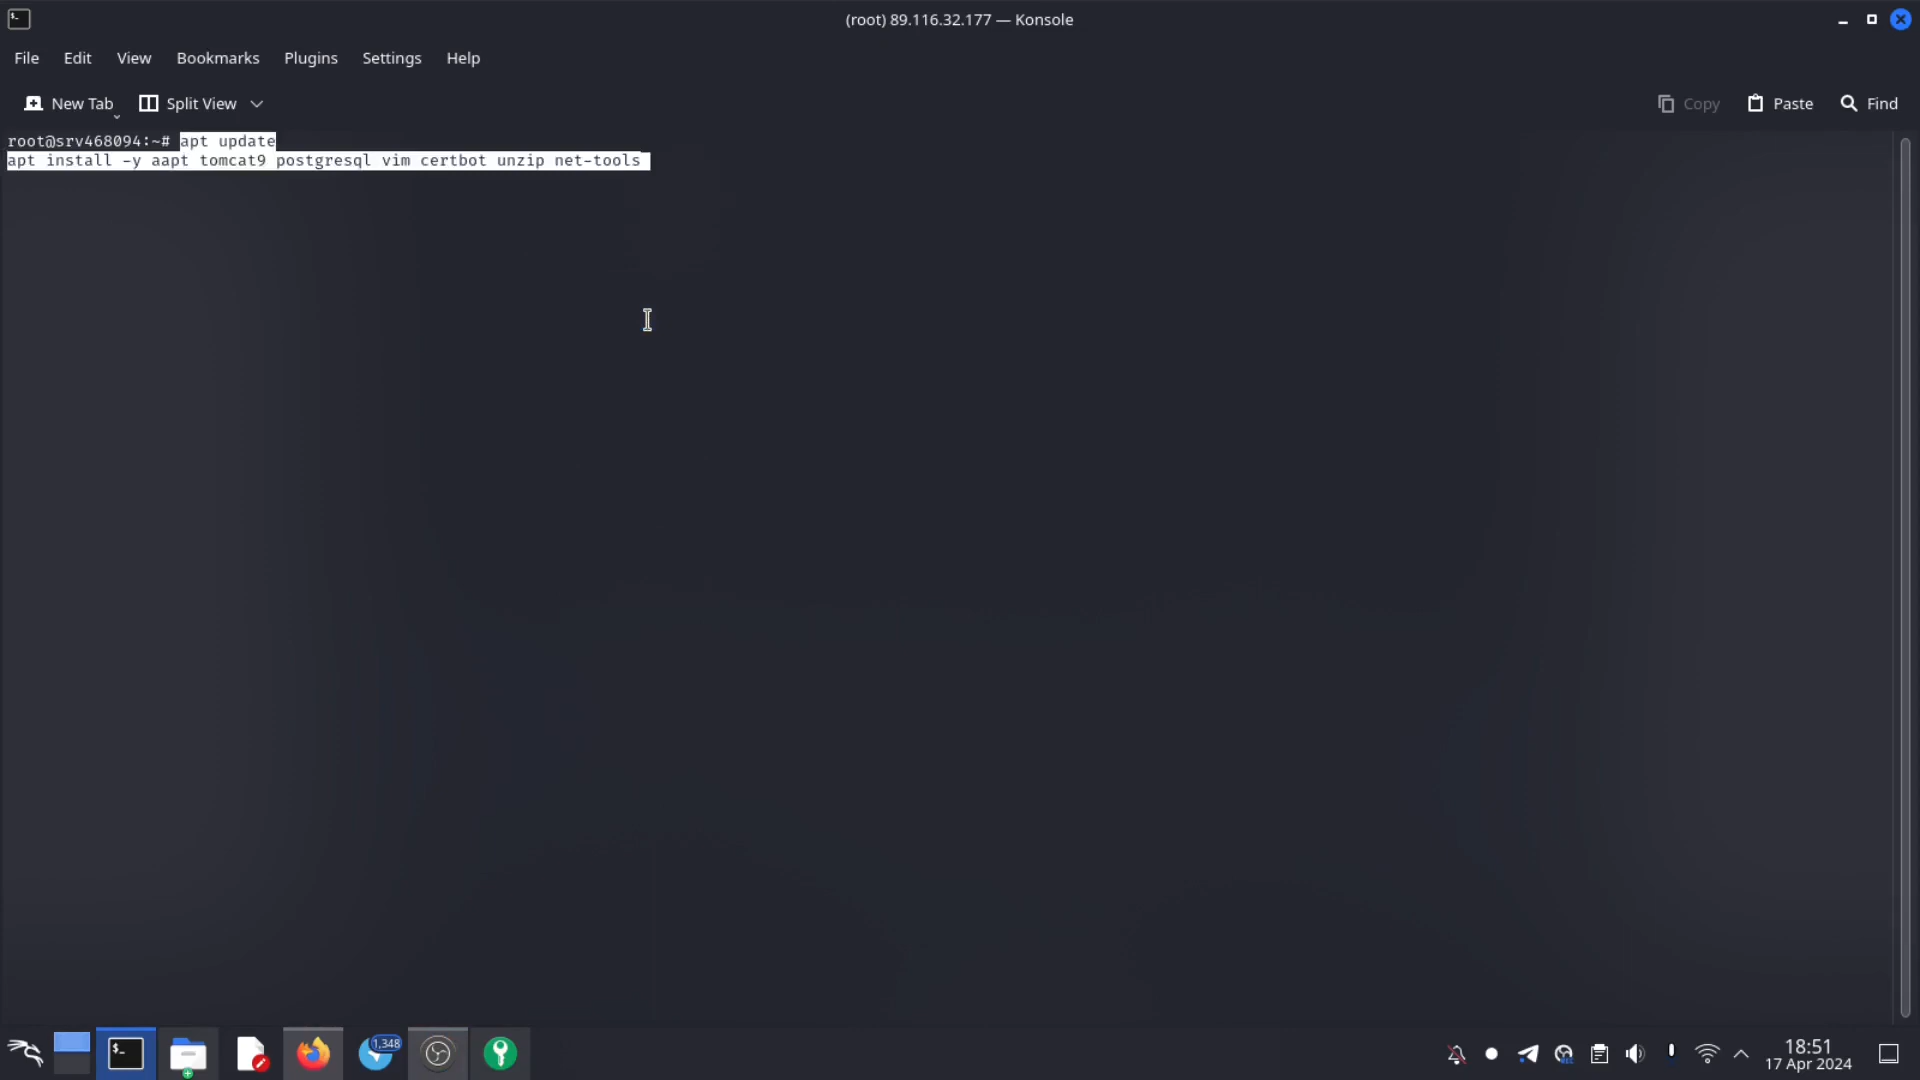 (root) 89.116.32.177 — Konsole
File Edit View Bookmarks Plugins Settings Help
New Tab Split View Copy Paste Find
root@srv468094:~# apt update
apt install -y aapt tomcat9 postgresql vim certbot unzip net-tools
1,348
18:51
17 Apr 2024